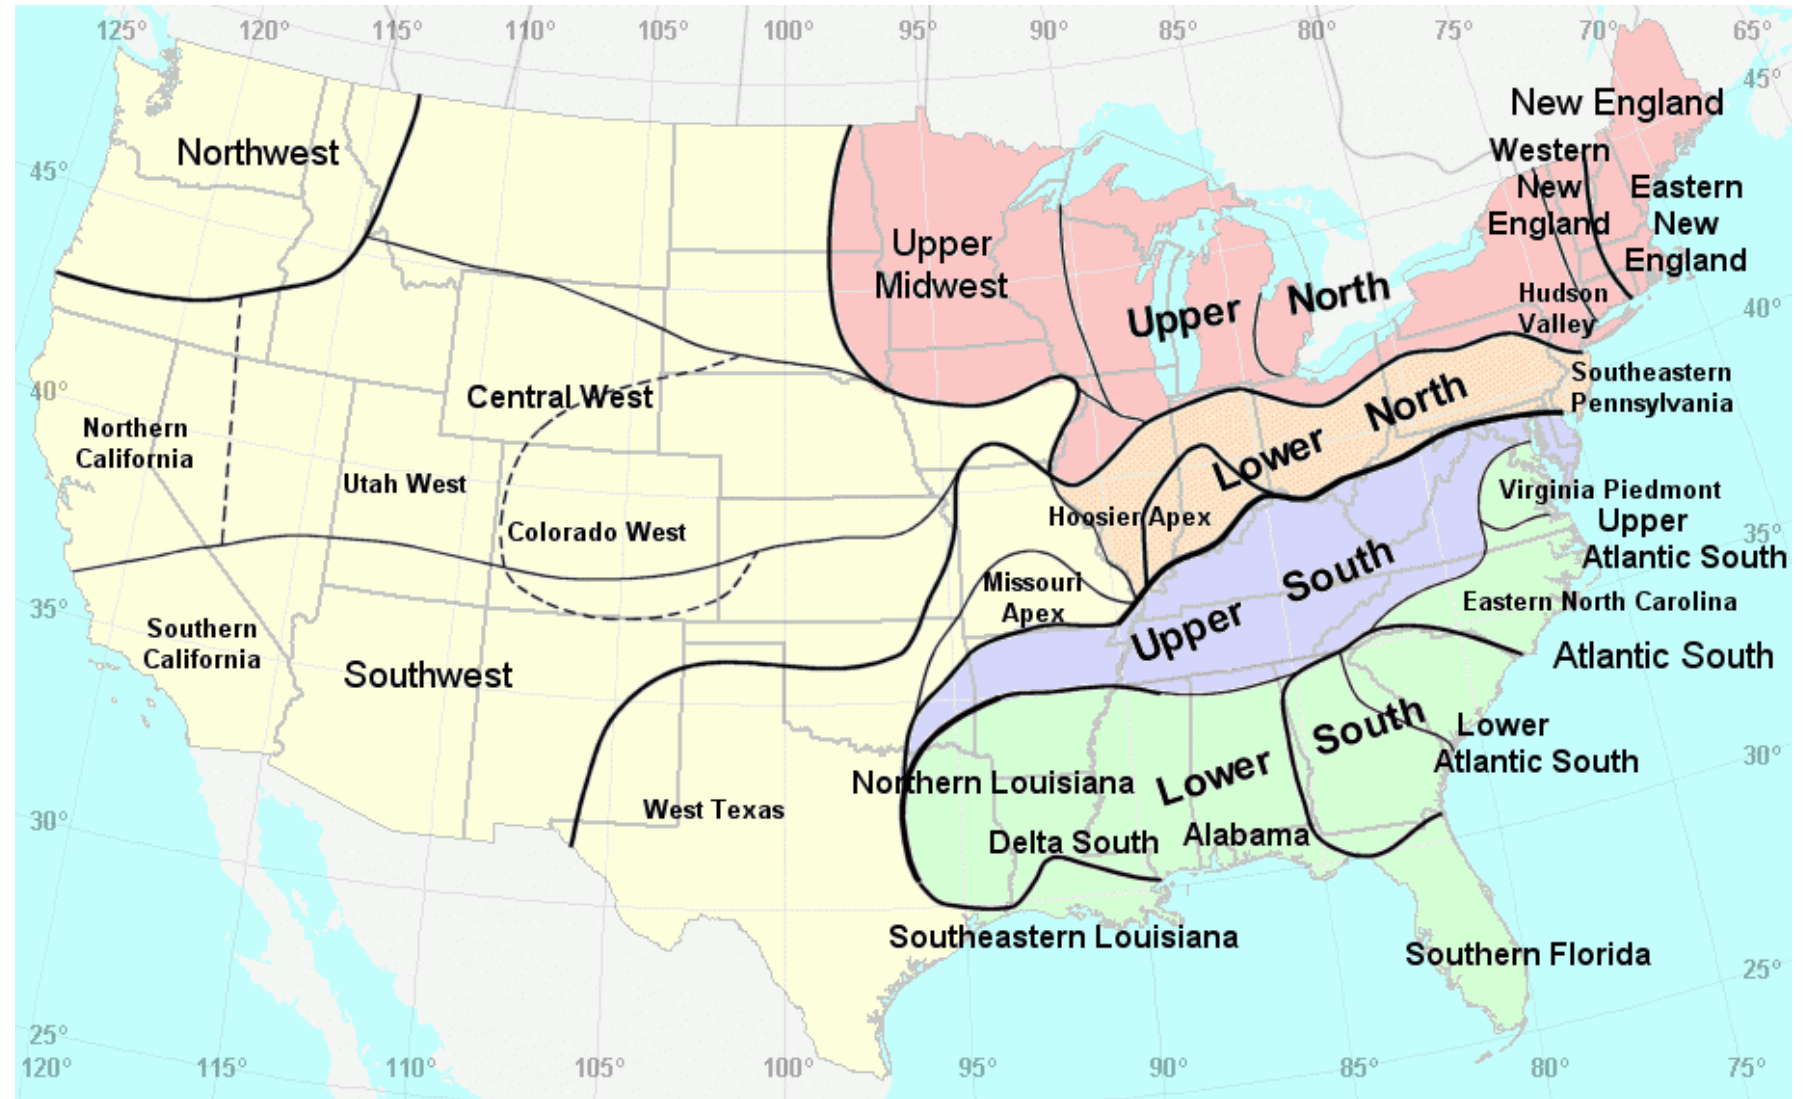 125° 120° 115° 110° 105° 100° 95° 90° 85° 80° 75° 70° 65°
45°
New England
Northwest
Western
New
England
45°
Eastern
New
England
Upper
Midwest
Upper North
Hudson
Valley
40°
Southeastern
Pennsylvania
40°
Central West
Lower North
Northern
California
Utah West
Colorado West
Hoosier Apex
Virginia Piedmont
Upper
Atlantic South
35°
Missouri
Apex
Upper South
Eastern North Carolina
35°
Southern
California
Southwest
Atlantic South
Lower South
Lower
Atlantic South
30°
Northern Louisiana
West Texas
30°
Delta South
Alabama
Southeastern Louisiana
Southern Florida
25°
25°
120° 115° 110° 105° 100° 95° 90° 85° 80° 75°